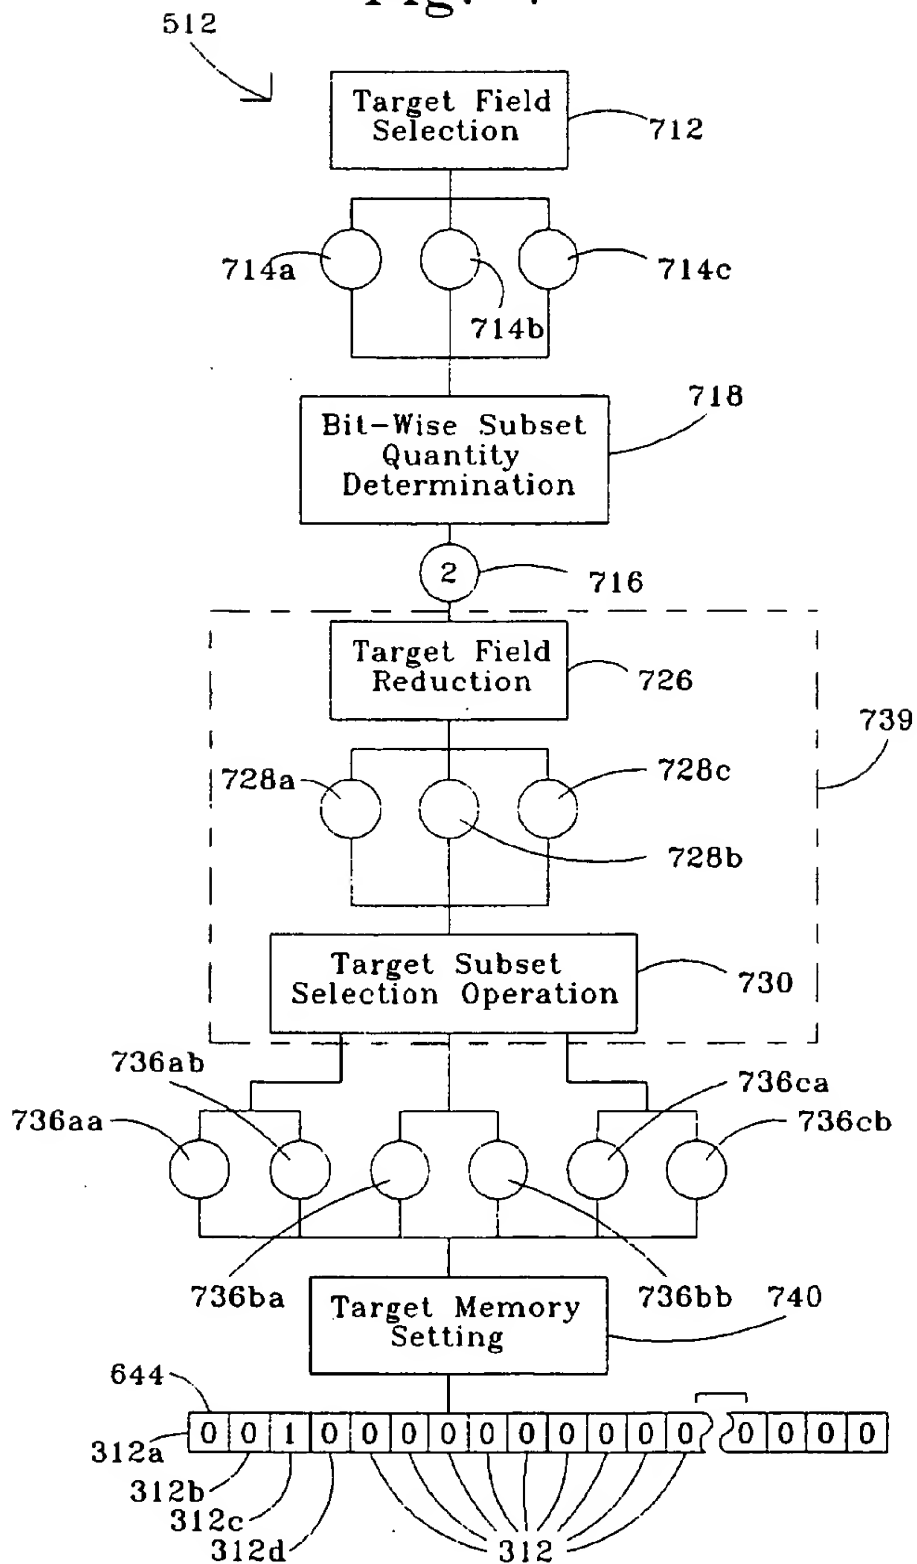 Fig.
512
Target Field
Selection
712
714a
714b
714c
718
Bit-Wise Subset
Quantity
Determination
2
716
Target Field
Reduction
726
739
728a
728c
728b
Target Subset
Selection Operation
730
736ab
736aa
736ca
736cb
736ba
736bb
740
Target Memory
Setting
644
0 0 1 0 0 0 0 0 0 0 0 0 0 0 0 0 0
312a
312b
312c
312d
312